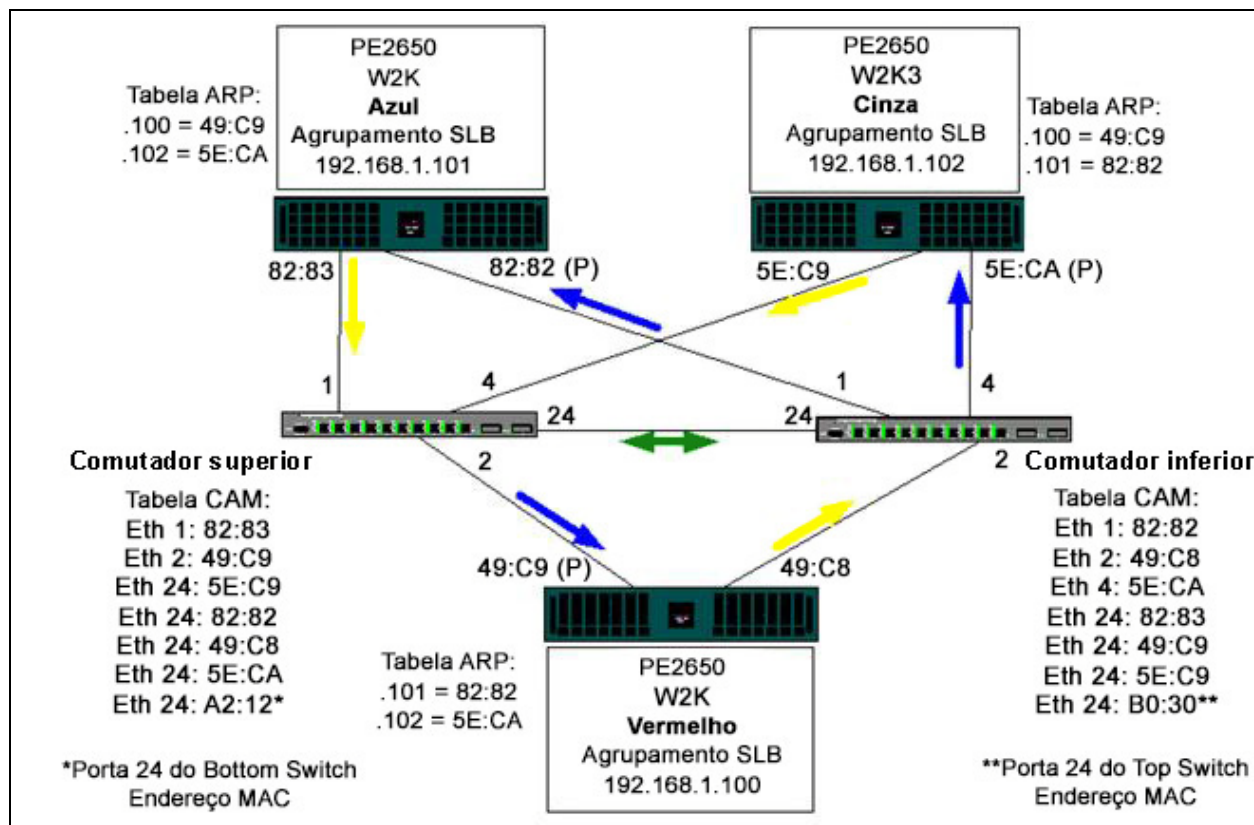 PE2650
W2K
Azul
Agrupamento SLB
192.168.1.101
Tabela ARP:
.100 = 49:C9
.102 = 5E:CA
PE2650
W2K3
Cinza
Agrupamento SLB
192.168.1.102
Tabela ARP:
.100 = 49:C9
.101 = 82:82
82:83
82:82 (P)
5E:C9
5E:CA (P)
1
4
1
4
24
24
2
2
Comutador superior
Tabela CAM:
Eth 1: 82:83
Eth 2: 49:C9
Eth 24: 5E:C9
Eth 24: 82:82
Eth 24: 49:C8
Eth 24: 5E:CA
Eth 24: A2:12*
*Porta 24 do Bottom Switch
Endereço MAC
Comutador inferior
Tabela CAM:
Eth 1: 82:82
Eth 2: 49:C8
Eth 4: 5E:CA
Eth 24: 82:83
Eth 24: 49:C9
Eth 24: 5E:C9
Eth 24: B0:30**
**Porta 24 do Top Switch
Endereço MAC
49:C9 (P)
49:C8
Tabela ARP:
.101 = 82:82
.102 = 5E:CA
PE2650
W2K
Vermelho
Agrupamento SLB
192.168.1.100